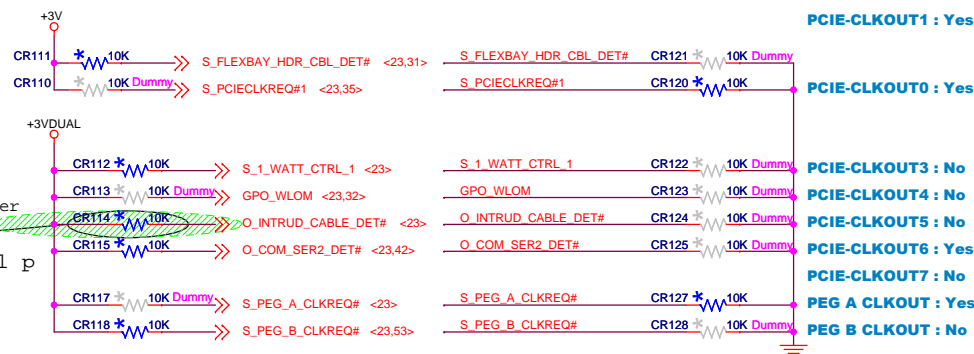 +3V
PCIE-CLKOUT1 : Yes
CR111 * 10K S_FLEXBAY_HDR_CBL_DET# <23,31> S_FLEXBAY_HDR_CBL_DET# CR121 * 10K Dummy
CR110 * 10K Dummy S_PCIECLKREQ#1 <23,35> S_PCIECLKREQ#1 CR120 * 10K PCIE-CLKOUT0 : Yes
+3VDUAL
CR112 * 10K S_1_WATT_CTRL_1 <23> S_1_WATT_CTRL_1 CR122 * 10K Dummy PCIE-CLKOUT3 : No
CR113 * 10K Dummy GPO_WLOM <23,32> GPO_WLOM CR123 * 10K Dummy PCIE-CLKOUT4 : No
er
CR114 * 10K O_INTRUD_CABLE_DET# <23> O_INTRUD_CABLE_DET# CR124 * 10K Dummy PCIE-CLKOUT5 : No
CR115 * 10K O_COM_SER2_DET# <23,42> O_COM_SER2_DET# CR125 * 10K Dummy PCIE-CLKOUT6 : Yes
l p
PCIE-CLKOUT7 : No
CR117 * 10K Dummy S_PEG_A_CLKREQ# <23> S_PEG_A_CLKREQ# CR127 * 10K PEG A CLKOUT : Yes
CR118 * 10K S_PEG_B_CLKREQ# <23,53> S_PEG_B_CLKREQ# CR128 * 10K Dummy PEG B CLKOUT : No